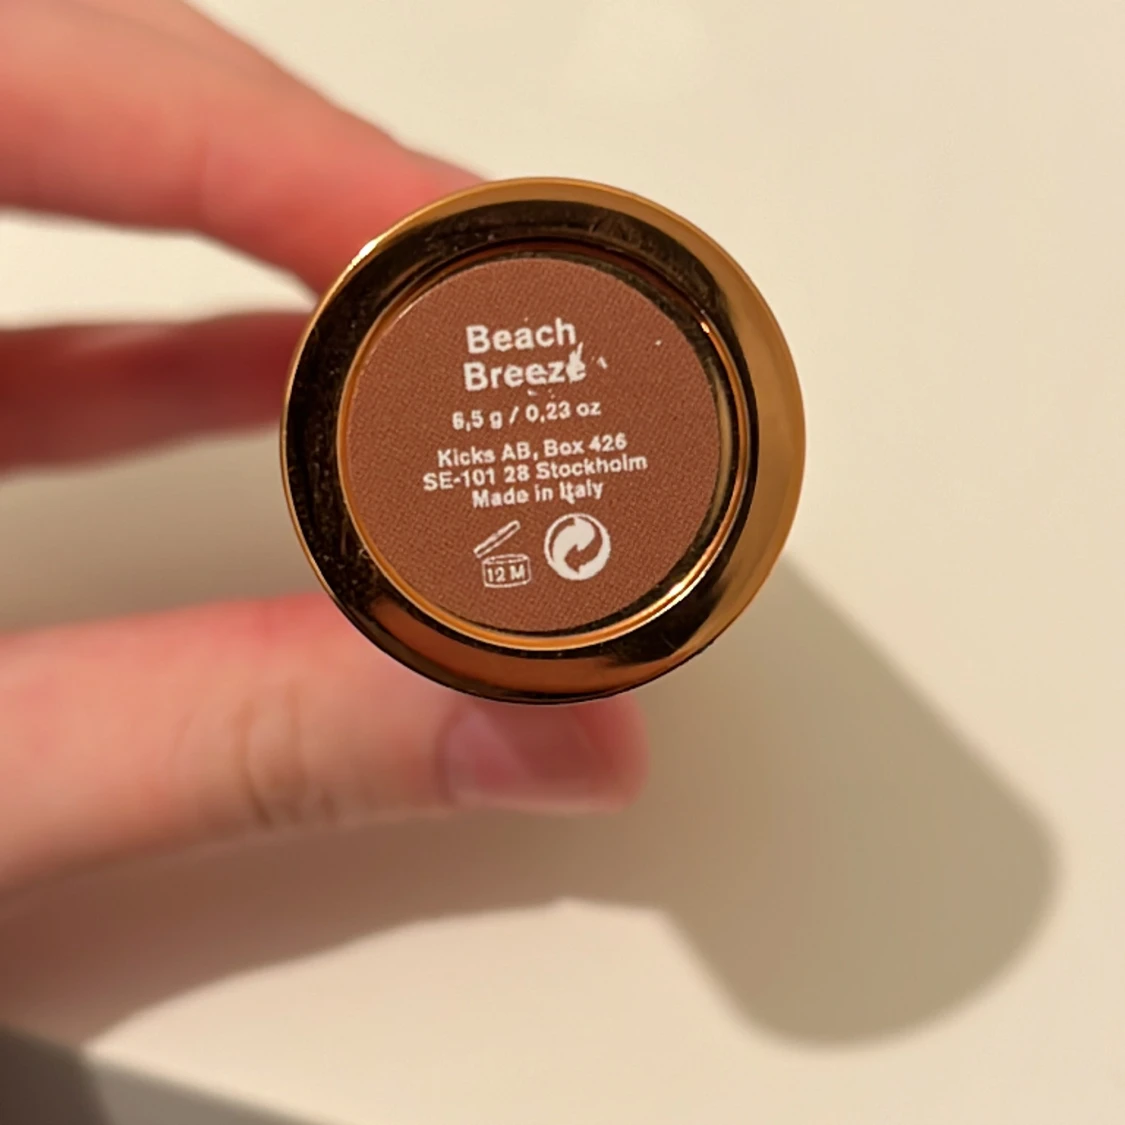 Beach
Breeze
6,5 g / 0,23 oz
Kicks AB, Box 426
SE-101 28 Stockholm
Made in Italy
12 M